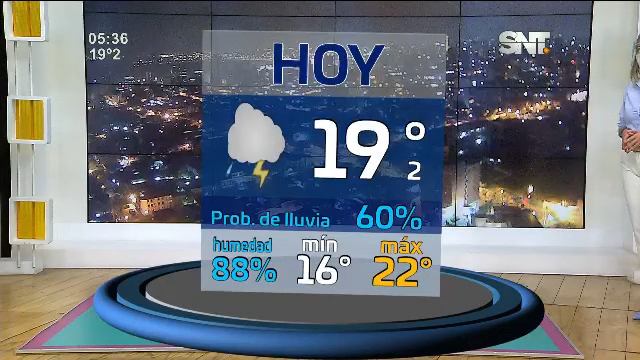 05:36
19°2
SNT
HOY
19°2
Prob. de lluvia 60%
humedad mín máx
88% 16° 22°